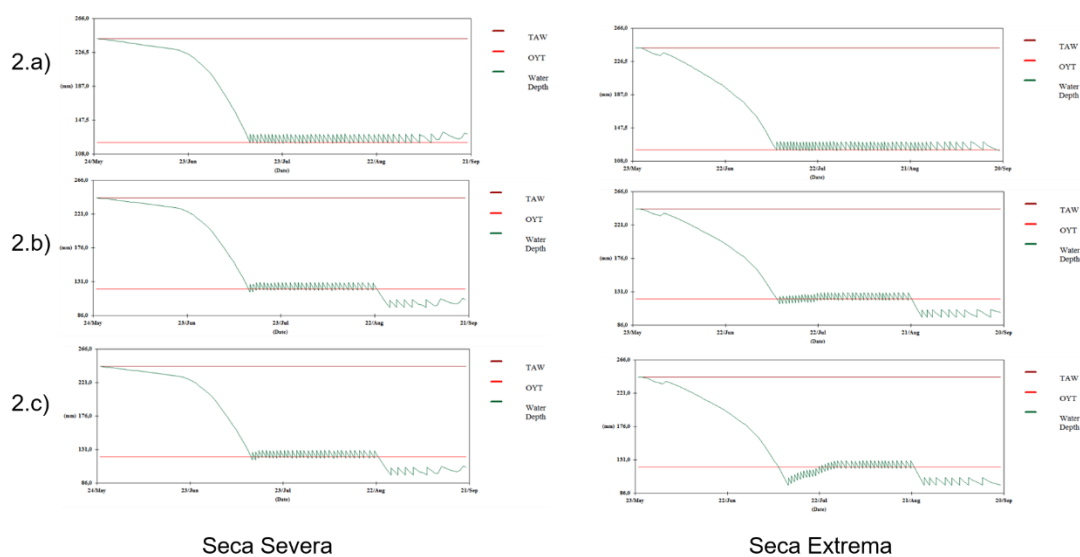 2.a)
266,0
226,5
(mm) 187,0
147,5
108,0
24/May 23/Jun 23/Jul 22/Aug 21/Sep
(Date)
TAW
OYT
Water
Depth
266,0
226,5
(mm) 187,0
147,5
108,0
23/May 22/Jun 22/Jul 21/Aug 20/Sep
(Date)
TAW
OYT
Water
Depth
2.b)
266,0
221,0
(mm) 176,0
131,0
86,0
24/May 23/Jun 23/Jul 22/Aug 21/Sep
(Date)
TAW
OYT
Water
Depth
266,0
221,0
(mm) 176,0
131,0
86,0
23/May 22/Jun 22/Jul 21/Aug 20/Sep
(Date)
TAW
OYT
Water
Depth
2.c)
266,0
221,0
(mm) 176,0
131,0
86,0
24/May 23/Jun 23/Jul 22/Aug 21/Sep
(Date)
TAW
OYT
Water
Depth
266,0
221,0
(mm) 176,0
131,0
86,0
23/May 22/Jun 22/Jul 21/Aug 20/Sep
(Date)
TAW
OYT
Water
Depth
Seca Severa
Seca Extrema